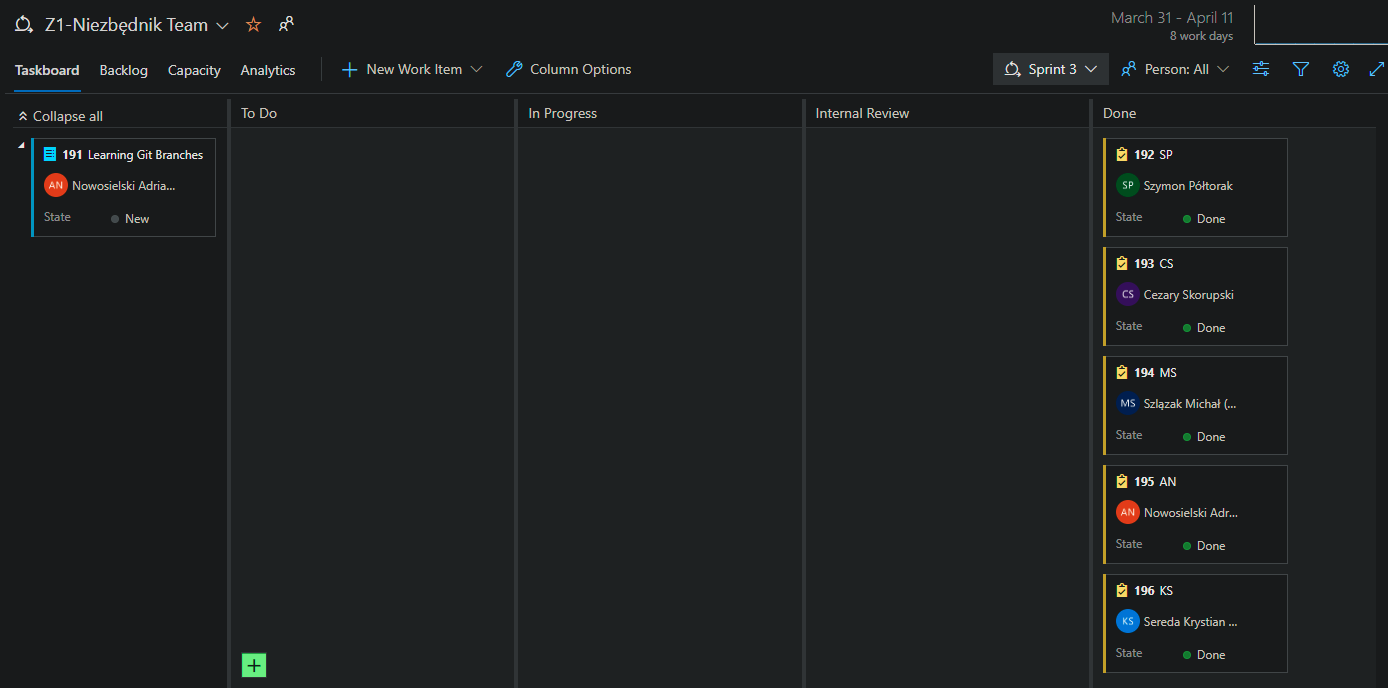 Z1-Niezbędnik Team
March 31 - April 11
8 work days
Taskboard Backlog Capacity Analytics New Work Item Column Options Sprint 3 Person: All
Collapse all To Do In Progress Internal Review Done
191 Learning Git Branches
AN Nowosielski Adria...
State New
192 SP
SP Szymon Półtorak
State Done
193 CS
CS Cezary Skorupski
State Done
194 MS
MS Szlązak Michał (...
State Done
195 AN
AN Nowosielski Adr...
State Done
196 KS
KS Sereda Krystian ...
State Done